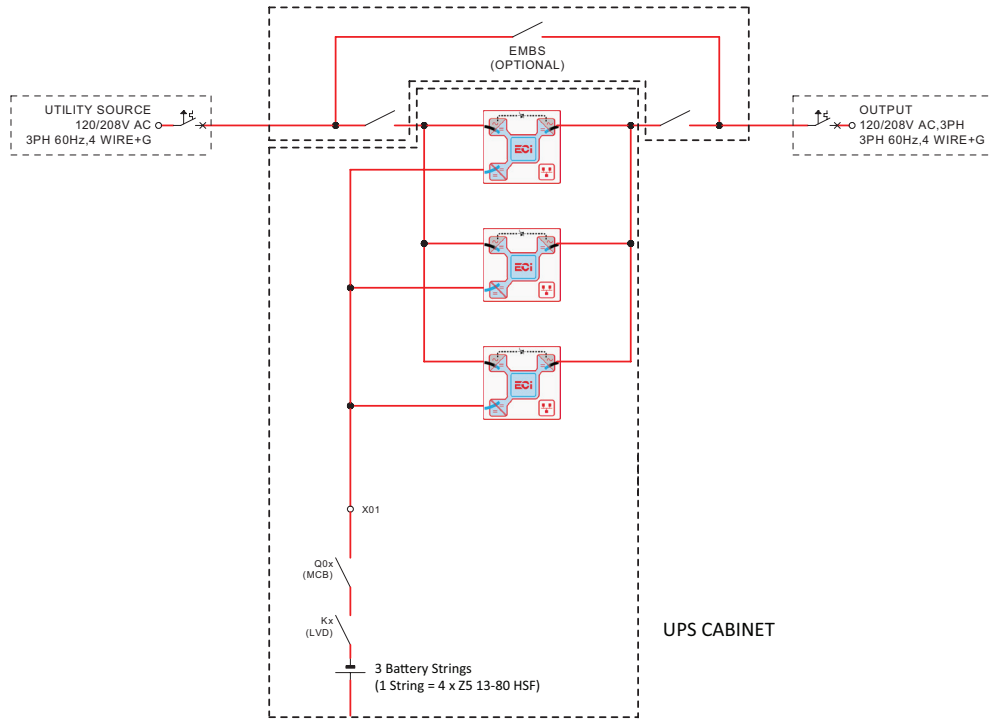 EMBS
(OPTIONAL)
UTILITY SOURCE
120/208V AC
3PH 60Hz,4 WIRE+G
OUTPUT
120/208V AC,3PH
3PH 60Hz,4 WIRE+G
ECi
ECi
ECi
X01
Q0x
(MCB)
Kx
(LVD)
UPS CABINET
3 Battery Strings
(1 String = 4 x Z5 13-80 HSF)